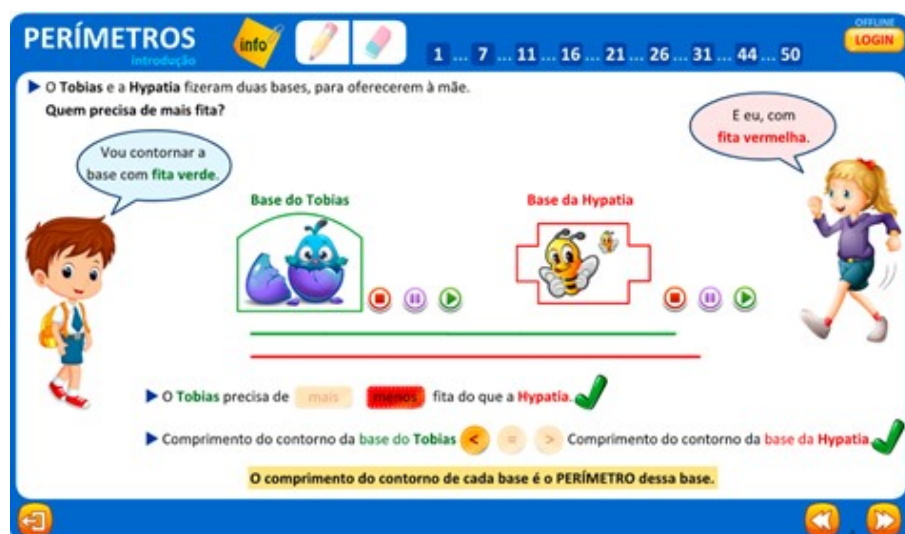 PERÍMETROS
introdução
info
1 ... 7 ... 11 ... 16 ... 21 ... 26 ... 31 ... 44 ... 50
OFFLINE
LOGIN
O Tobias e a Hypatia fizeram duas bases, para oferecerem à mãe.
Quem precisa de mais fita?
Vou contornar a
base com fita verde.
E eu, com
fita vermelha.
Base do Tobias
Base da Hypatia
O Tobias precisa de mais menos fita do que a Hypatia.
Comprimento do contorno da base do Tobias < = > Comprimento do contorno da base da Hypatia.
O comprimento do contorno de cada base é o PERÍMETRO dessa base.